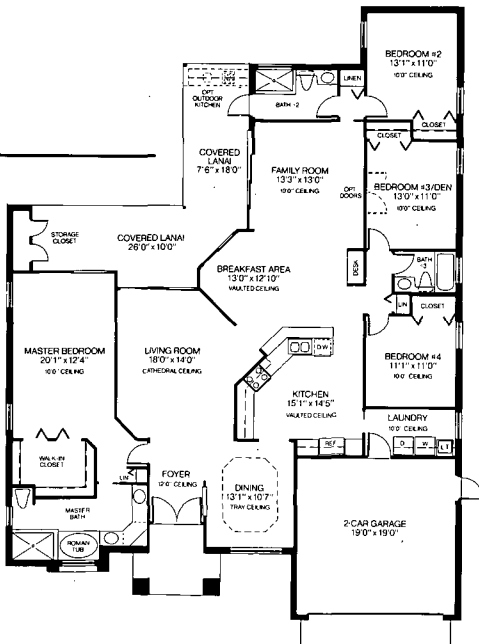 BEDROOM #2
13'1" x 11'0"
10'0" CEILING
LINEN
OPT
OUTDOOR
KITCHEN
BATH #2
CLOSET
CLOSET
COVERED
LANAI
7'6" x 18'0"
FAMILY ROOM
13'3" x 13'0"
10'0" CEILING
OPT
DOORS
BEDROOM #3/DEN
13'0" x 11'0"
10'0" CEILING
STORAGE
CLOSET
COVERED LANAI
26'0" x 10'0"
BREAKFAST AREA
13'0" x 12'10"
VAULTED CEILING
DESK
BATH
#3
LIN
CLOSET
MASTER BEDROOM
20'1" x 12'4"
10'0" CEILING
LIVING ROOM
18'0" x 14'0"
CATHEDRAL CEILING
DW
BEDROOM #4
11'1" x 11'0"
10'0" CEILING
KITCHEN
15'1" x 14'5"
VAULTED CEILING
LAUNDRY
10'0" CEILING
REF
D
W
LT
WALK-IN
CLOSET
LIN
FOYER
12'0" CEILING
DINING
13'1" x 10'7"
TRAY CEILING
MASTER
BATH
ROMAN
TUB
2-CAR GARAGE
19'0" x 19'0"